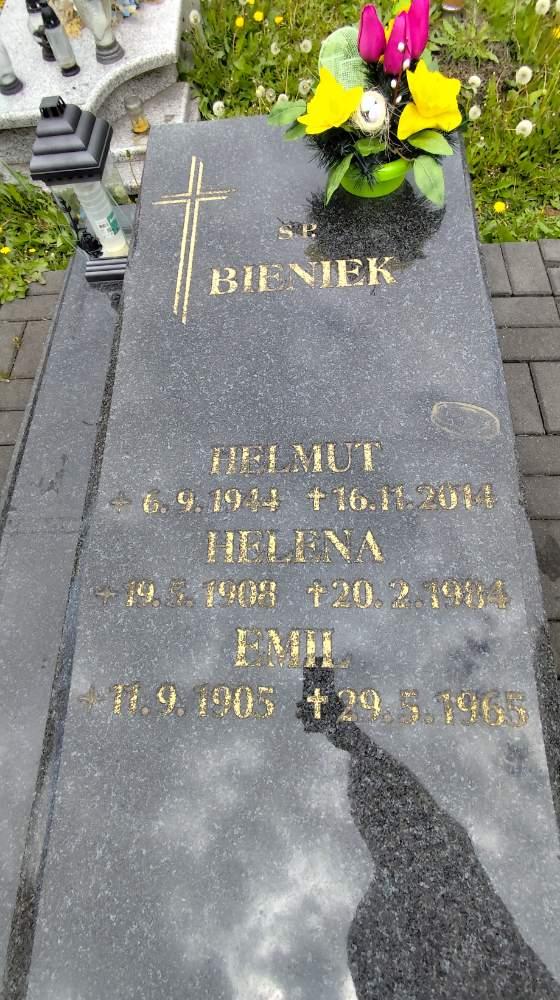 S.P.
BIENIEK
HELMUT
+ 6.9.1944 † 16.11.2014
HELENA
+ 19.5.1908 † 20.2.1984
EMIL
+ 11.9.1905 † 29.5.1965